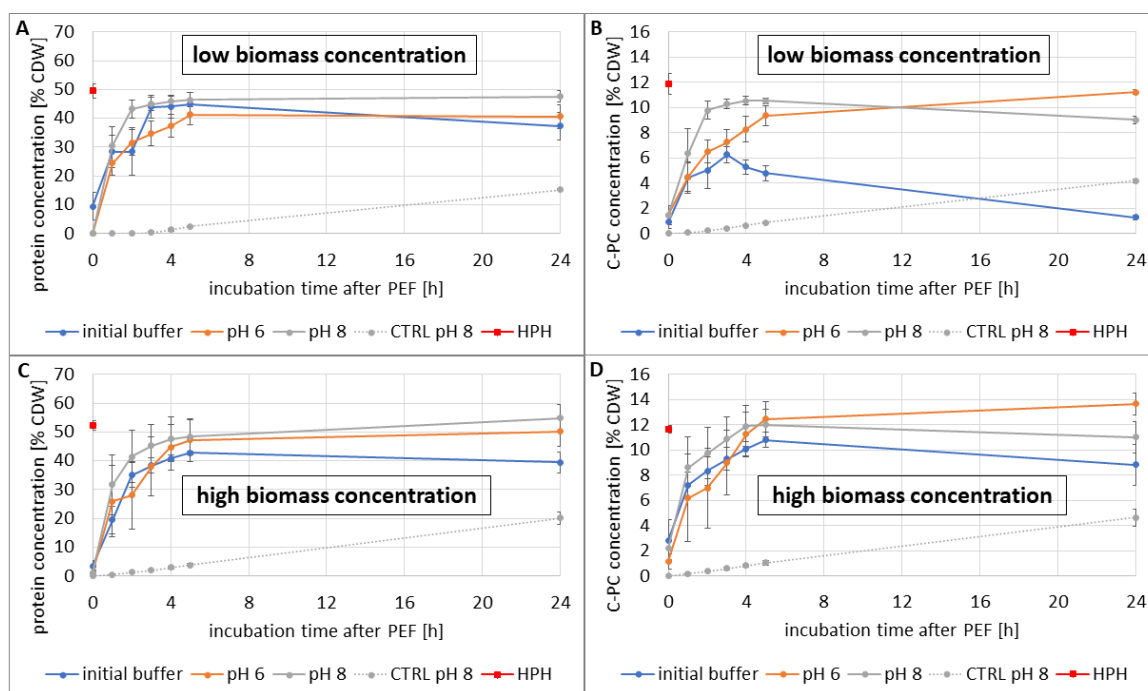 A
low biomass concentration
protein concentration [% CDW]
70
60
50
40
30
20
10
0
0 4 8 12 16 20 24
incubation time after PEF [h]
initial buffer pH 6 pH 8 CTRL pH 8 HPH
B
low biomass concentration
C-PC concentration [% CDW]
16
14
12
10
8
6
4
2
0
0 4 8 12 16 20 24
incubation time after PEF [h]
initial buffer pH 6 pH 8 CTRL pH 8 HPH
C
high biomass concentration
protein concentration [% CDW]
70
60
50
40
30
20
10
0
0 4 8 12 16 20 24
incubation time after PEF [h]
initial buffer pH 6 pH 8 CTRL pH 8 HPH
D
high biomass concentration
C-PC concentration [% CDW]
16
14
12
10
8
6
4
2
0
0 4 8 12 16 20 24
incubation time after PEF [h]
initial buffer pH 6 pH 8 CTRL pH 8 HPH